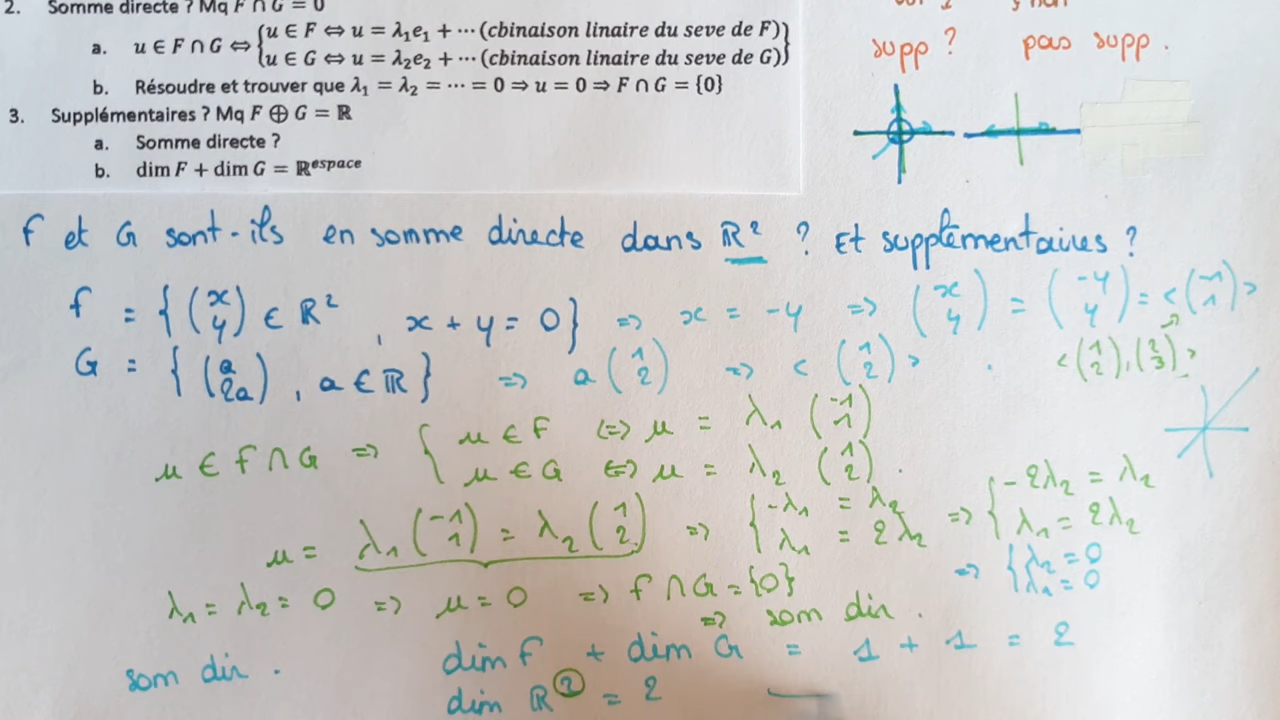 2. Somme directe ? Mq F ∩ G = 0
a. u ∈ F ∩ G ⇔ {u ∈ F ⇔ u = λ₁e₁ + ⋯ (cbinaison linaire du seve de F)
u ∈ G ⇔ u = λ₂e₂ + ⋯ (cbinaison linaire du seve de G)}
b. Résoudre et trouver que λ₁ = λ₂ = ⋯ = 0 ⇒ u = 0 ⇒ F ∩ G = {0}
3. Supplémentaires ? Mq F ⊕ G = ℝ
a. Somme directe ?
b. dim F + dim G = ℝ^espace
supp ? pas supp.
F et G sont-ils en somme directe dans ℝ² ? Et supplémentaires ?
F = {(x y) ∈ ℝ², x + y = 0} ⇒ x = -y ⇒ (x y) = (-y y) = <(-1 1)>
G = {(a 2a), a ∈ ℝ} ⇒ a (1 2) ⇒ <(1 2)>. <(1 2), (2 3)>
u ∈ F ∩ G ⇒ { u ∈ F ⇔ u = λ₁ (-1 1)
u ∈ G ⇔ u = λ₂ (1 2).
u = λ₁ (-1 1) = λ₂ (1 2) ⇒ { -λ₁ = λ₂ λ₁ = 2λ₂ ⇒ { -2λ₂ = λ₂ λ₁ = 2λ₂
⇒ { λ₂ = 0 λ₁ = 0
λ₁ = λ₂ = 0 ⇒ u = 0 ⇒ F ∩ G = {0}
⇒ som dir.
som dir. dim F + dim G = 1 + 1 = 2
dim ℝ² = 2